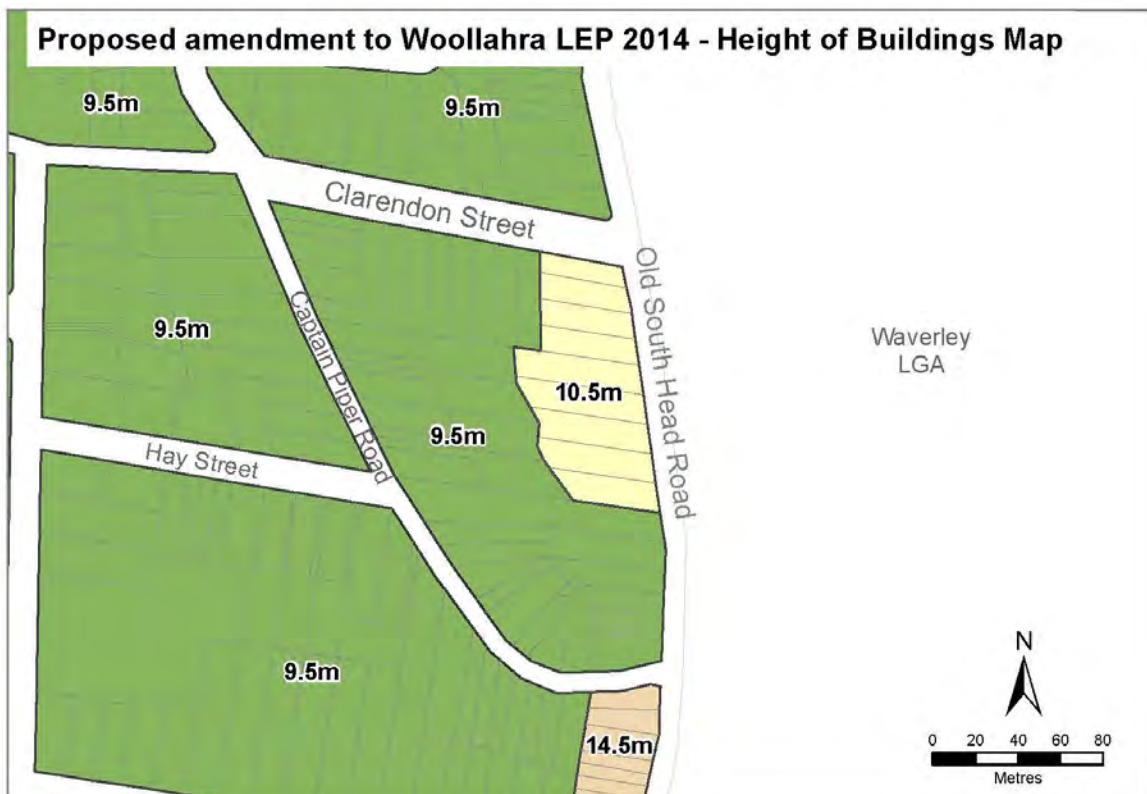 Proposed amendment to Woollahra LEP 2014 - Height of Buildings Map
9.5m
9.5m
Clarendon Street
Old South Head Road
Captain Piper Road
9.5m
Waverley
LGA
10.5m
9.5m
Hay Street
9.5m
14.5m
N
0 20 40 60 80
Metres